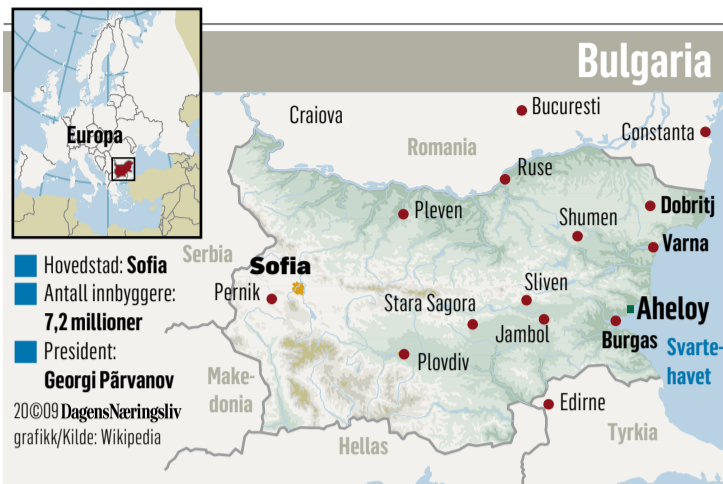 Bulgaria
Europa
Craiova
Bucuresti
Constanta
Romania
Ruse
Pleven
Shumen
Dobritj
Varna
Serbia
Sofia
Pernik
Sliven
Stara Sagora
Jambol
Aheloy
Burgas
Svarte-
havet
Plovdiv
Make-
donia
Edirne
Hellas
Tyrkia
Hovedstad: Sofia
Antall innbyggere:
7,2 millioner
President:
Georgi Pãrvanov
20©09 DagensNæringsliv
grafikk/Kilde: Wikipedia